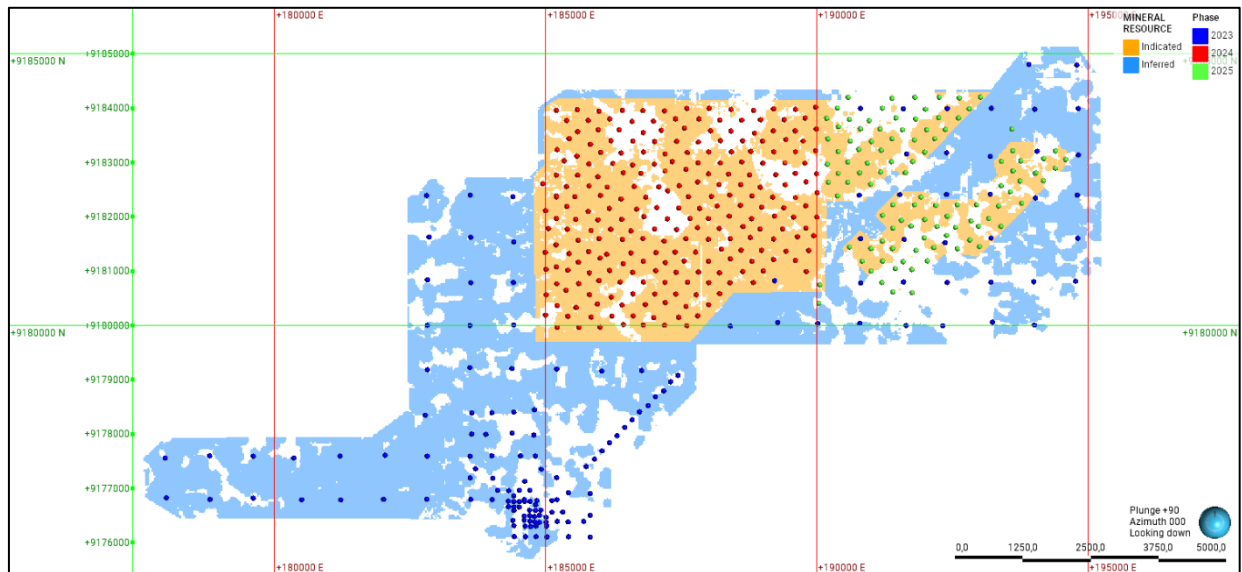 +180000 E
+185000 E
+190000 E
+195000 E
MINERAL
RESOURCE
Indicated
Inferred
Phase
2023
2024
2025
+9185000
+9185000 N
+9184000
+9183000
+9182000
+9181000
+9180000
+9180000 N
+9180000 N
+9179000
+9178000
+9177000
+9176000
Plunge +90
Azimuth 000
Looking down
0,0
1250,0
2500,0
3750,0
5000,0
+180000 E
+185000 E
+190000 E
+195000 E